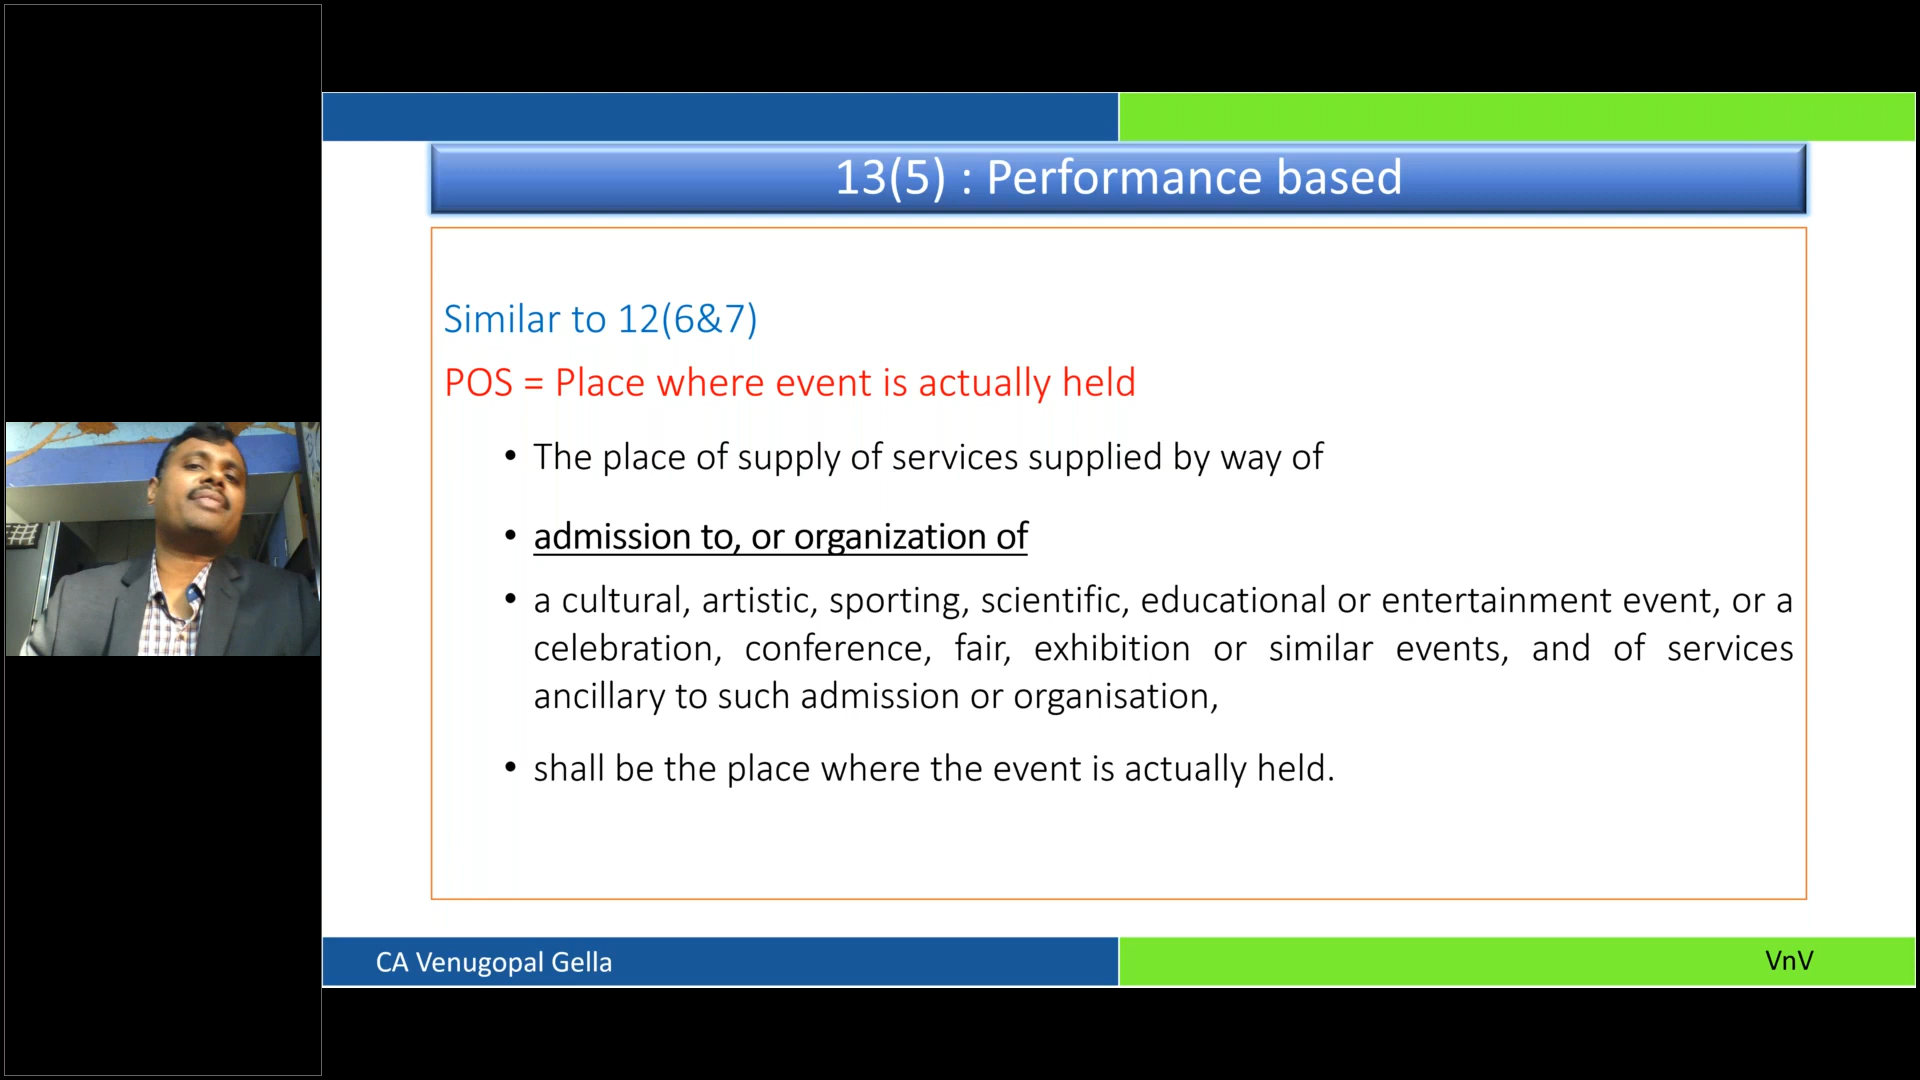 13(5) : Performance based
Similar to 12(6&7)
POS = Place where event is actually held
• The place of supply of services supplied by way of
• admission to, or organization of
• a cultural, artistic, sporting, scientific, educational or entertainment event, or a
celebration, conference, fair, exhibition or similar events, and of services
ancillary to such admission or organisation,
• shall be the place where the event is actually held.
CA Venugopal Gella
VnV